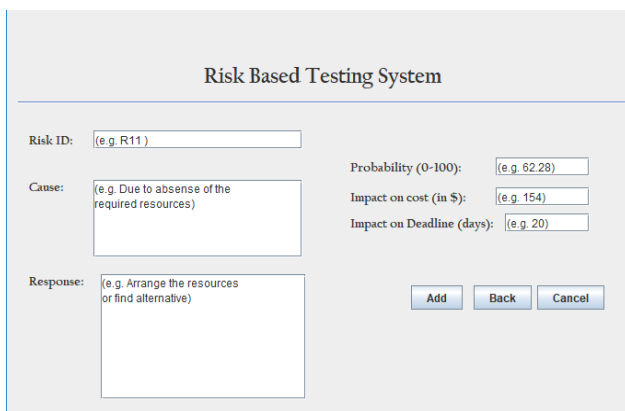 Risk Based Testing System
Risk ID: (e.g. R11 )
Cause: (e.g. Due to absense of the
required resources)
Response: (e.g. Arrange the resources
or find alternative)
Probability (0-100): (e.g. 62.28)
Impact on cost (in $): (e.g. 154)
Impact on Deadline (days): (e.g. 20)
Add Back Cancel